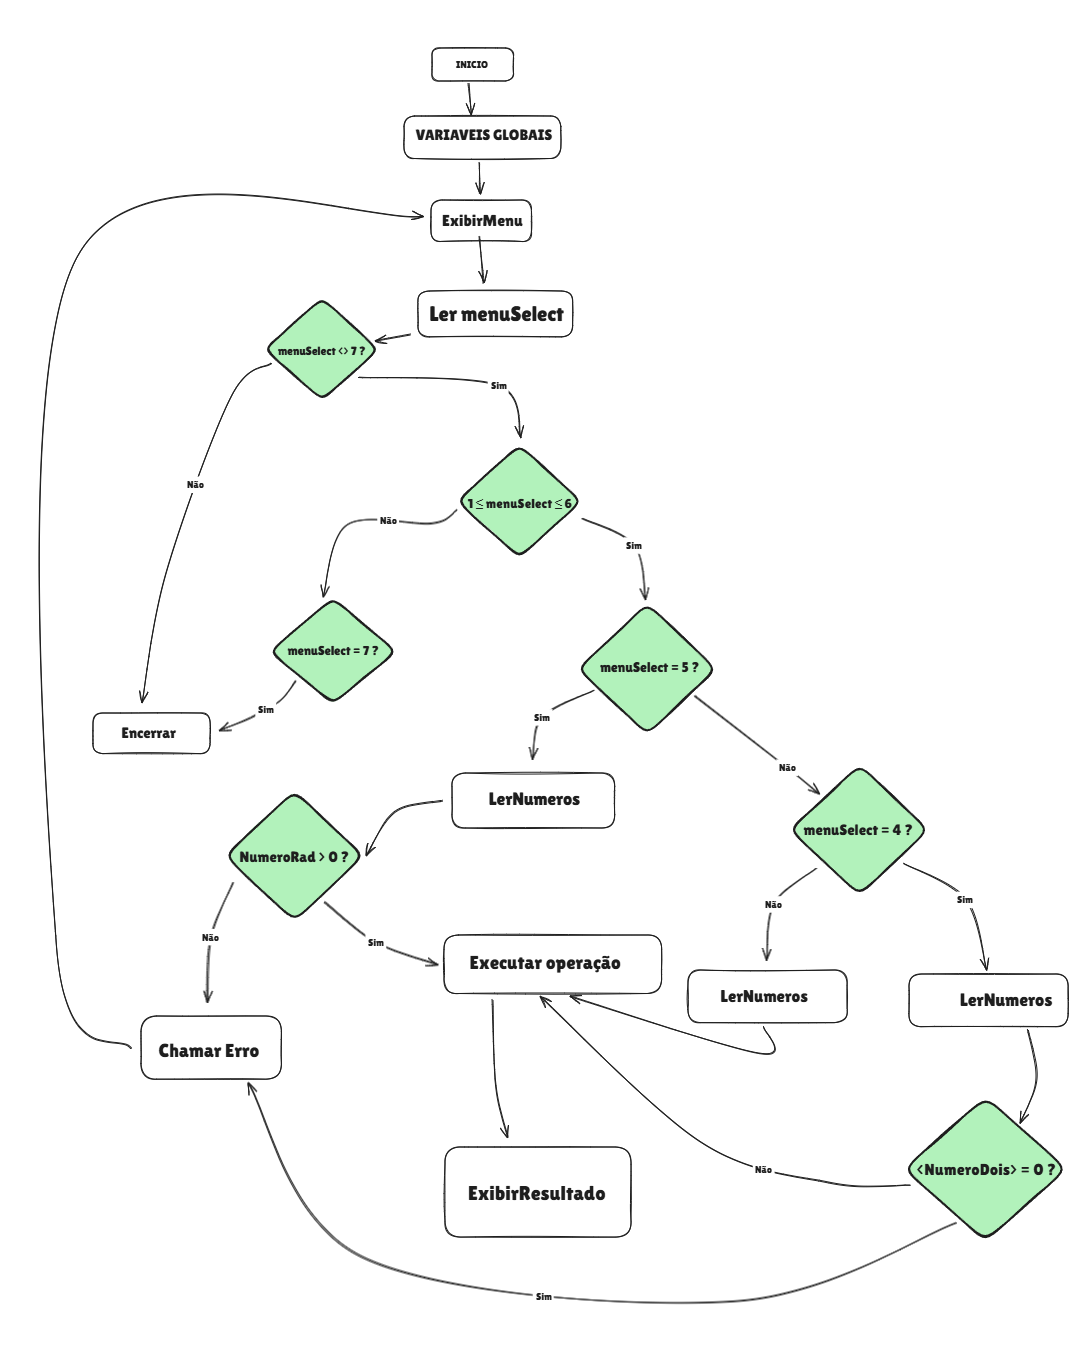 INICIO
VARIAVEIS GLOBAIS
ExibirMenu
Ler menuSelect
menuSelect <> 7 ?
Sim
Não
1 ≤ menuSelect ≤ 6
Não
Sim
menuSelect = 7 ?
menuSelect = 5 ?
Sim
Sim
Encerrar
Não
LerNumeros
menuSelect = 4 ?
NumeroRad > 0 ?
Não
Sim
Não
Sim
Executar operação
LerNumeros
LerNumeros
Chamar Erro
<NumeroDois> = 0 ?
Não
ExibirResultado
Sim